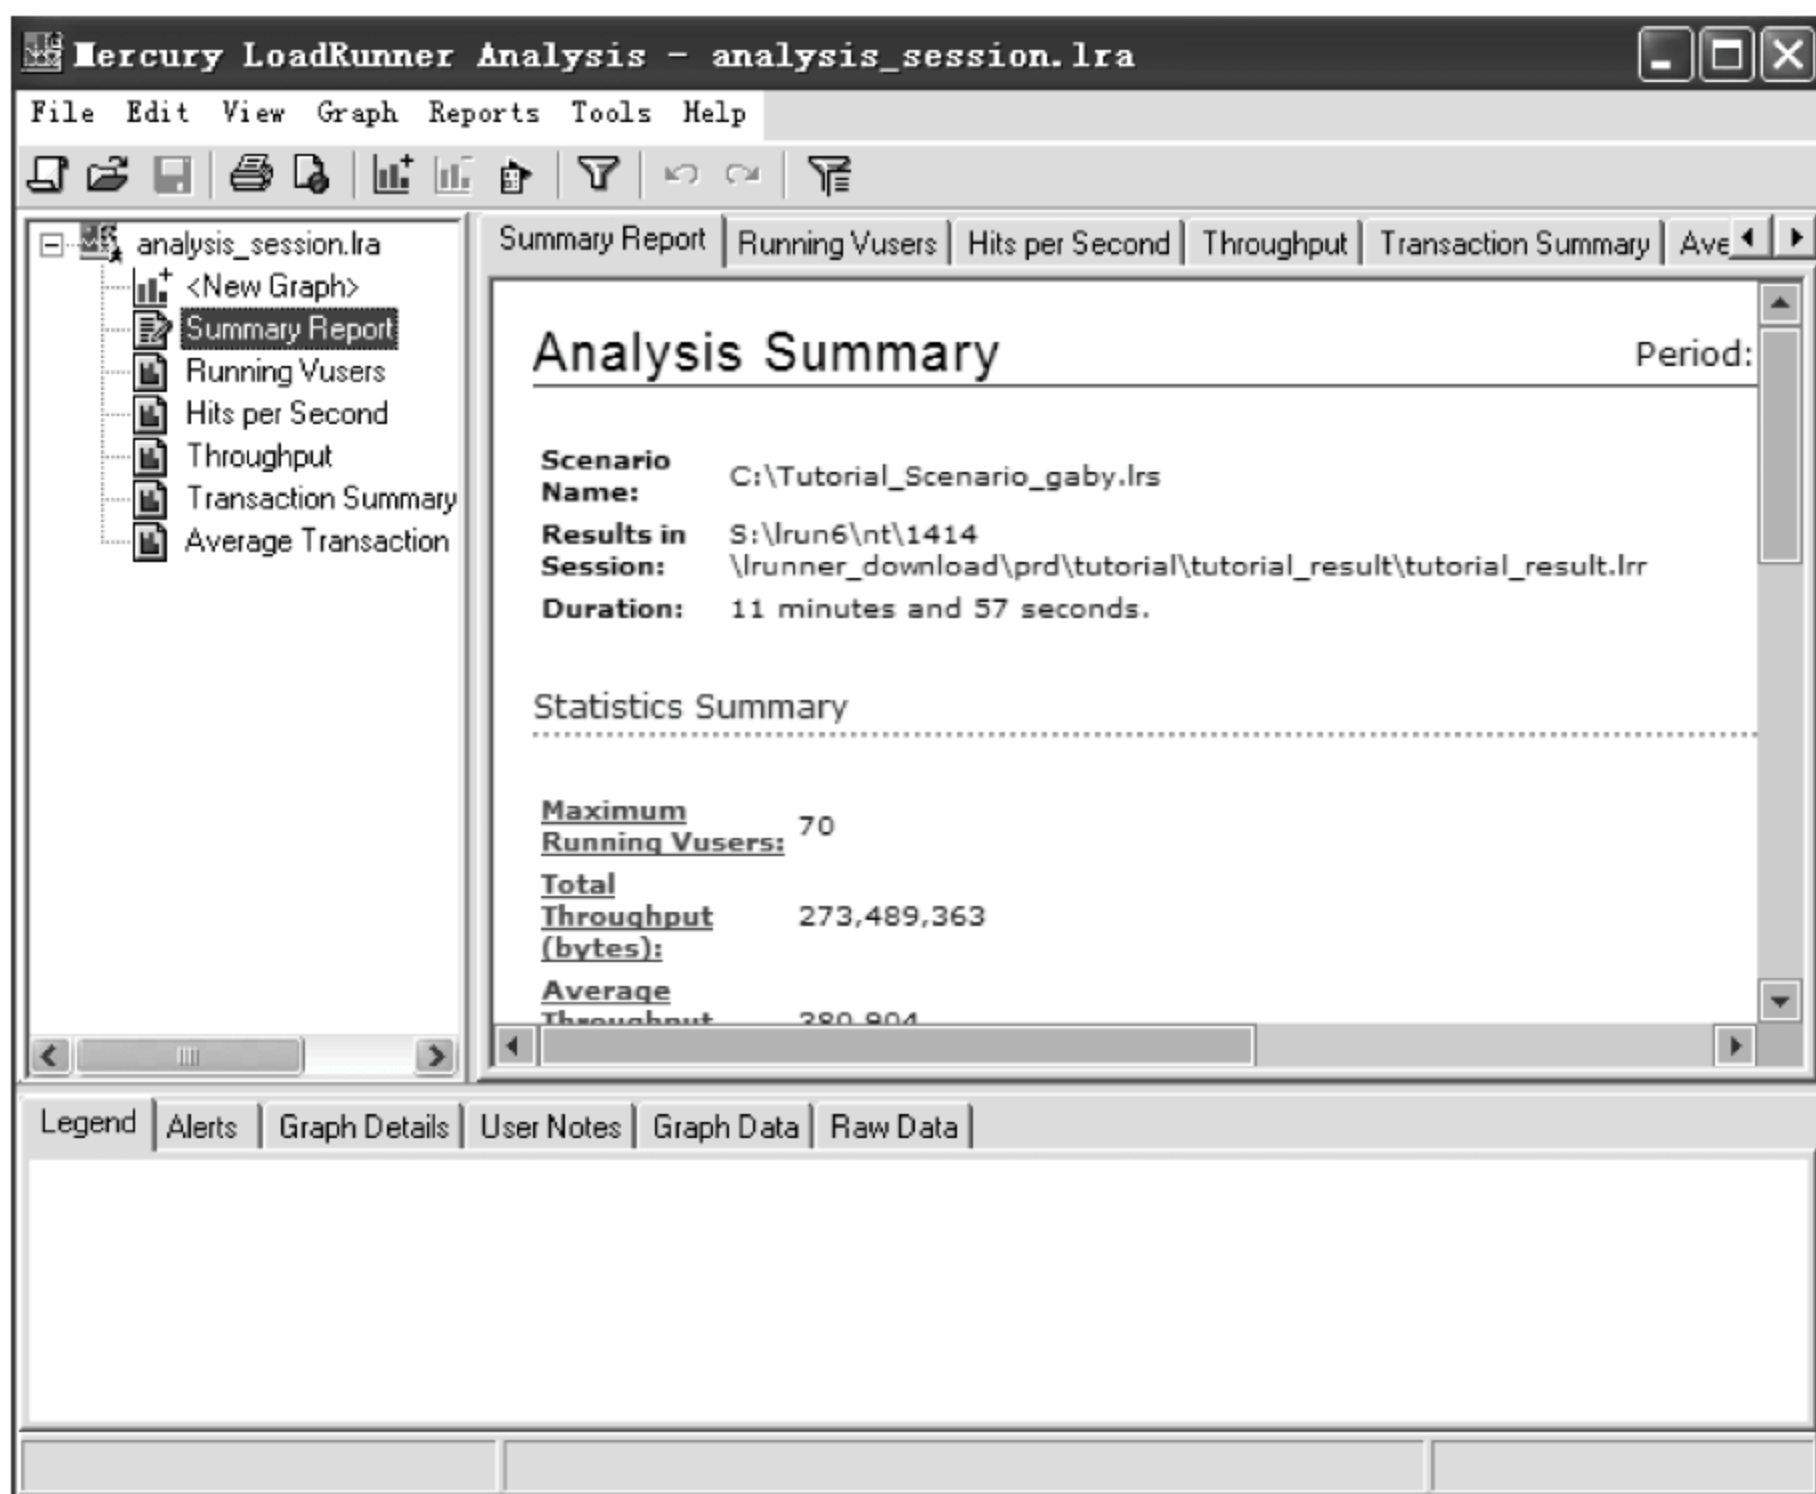 Mercury LoadRunner Analysis - analysis_session.lra
File Edit View Graph Reports Tools Help
analysis_session.lra
<New Graph>
Summary Report
Running Vusers
Hits per Second
Throughput
Transaction Summary
Average Transaction
Summary Report Running Vusers Hits per Second Throughput Transaction Summary Ave
Analysis Summary Period:
Scenario
Name: C:\Tutorial_Scenario_gaby.lrs
Results in S:\lrun6\nt\1414
Session: \lrunner_download\prd\tutorial\tutorial_result\tutorial_result.lrr
Duration: 11 minutes and 57 seconds.
Statistics Summary
Maximum
Running Vusers: 70
Total
Throughput 273,489,363
(bytes):
Average
Throughput 380,904
Legend Alerts Graph Details User Notes Graph Data Raw Data